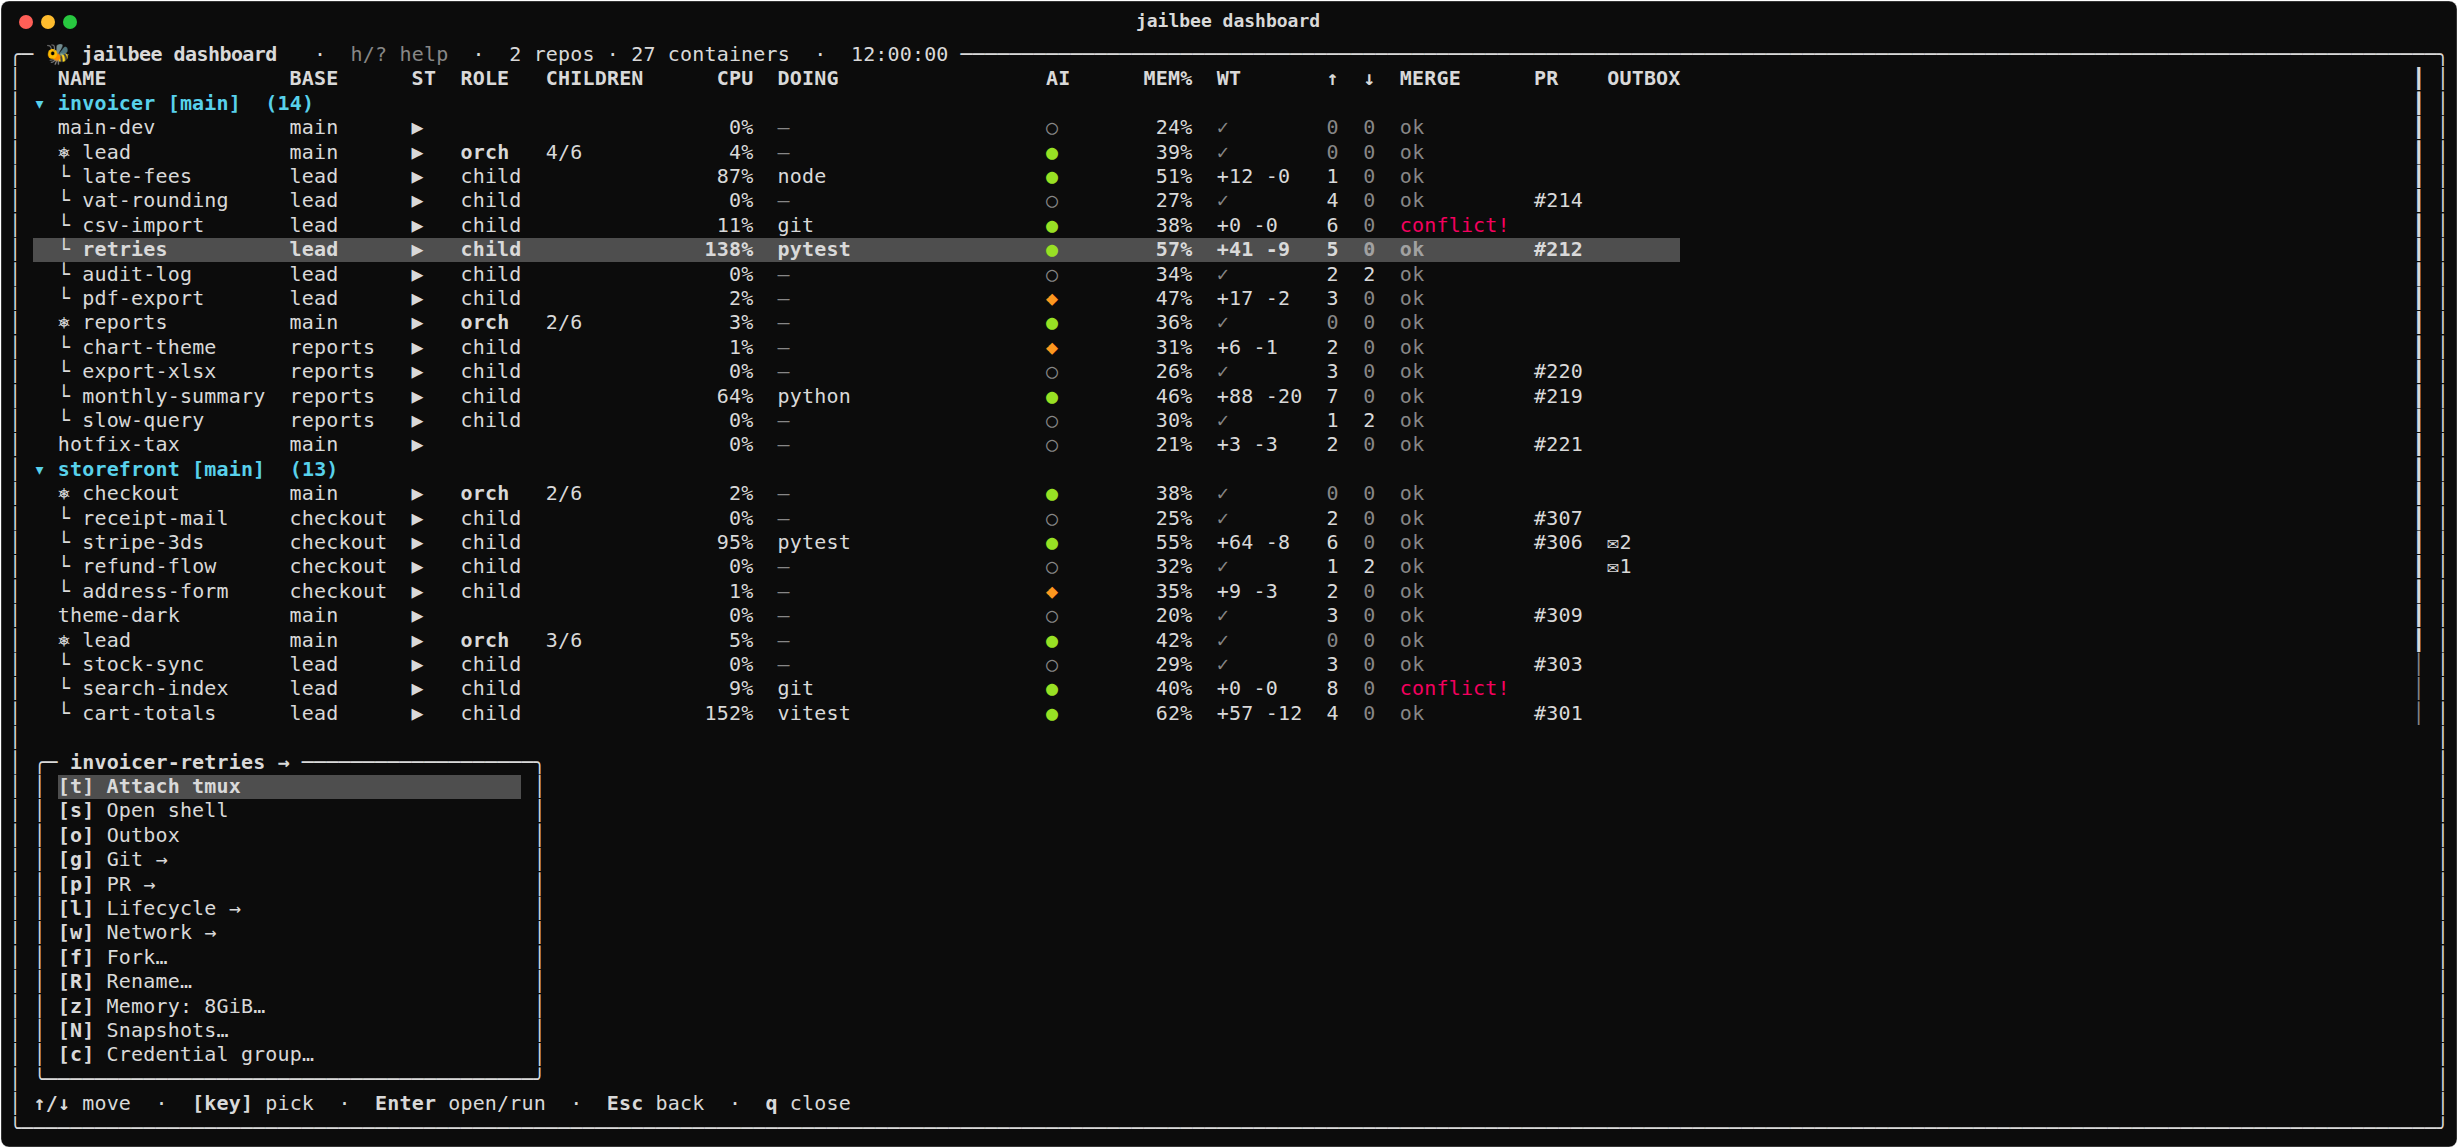 jailbee dashboard
🐝 jailbee dashboard · h/? help · 2 repos · 27 containers · 12:00:00
NAME BASE ST ROLE CHILDREN CPU DOING AI MEM% WT ↑ ↓ MERGE PR OUTBOX
▾ invoicer [main] (14)
main-dev main ▶ 0% — ○ 24% ✓ 0 0 ok
⎈ lead main ▶ orch 4/6 4% — ● 39% ✓ 0 0 ok
└ late-fees lead ▶ child 87% node ● 51% +12 -0 1 0 ok
└ vat-rounding lead ▶ child 0% — ○ 27% ✓ 4 0 ok #214
└ csv-import lead ▶ child 11% git ● 38% +0 -0 6 0 conflict!
└ retries lead ▶ child 138% pytest ● 57% +41 -9 5 0 ok #212
└ audit-log lead ▶ child 0% — ○ 34% ✓ 2 2 ok
└ pdf-export lead ▶ child 2% — ◆ 47% +17 -2 3 0 ok
⎈ reports main ▶ orch 2/6 3% — ● 36% ✓ 0 0 ok
└ chart-theme reports ▶ child 1% — ◆ 31% +6 -1 2 0 ok
└ export-xlsx reports ▶ child 0% — ○ 26% ✓ 3 0 ok #220
└ monthly-summary reports ▶ child 64% python ● 46% +88 -20 7 0 ok #219
└ slow-query reports ▶ child 0% — ○ 30% ✓ 1 2 ok
hotfix-tax main ▶ 0% — ○ 21% +3 -3 2 0 ok #221
▾ storefront [main] (13)
⎈ checkout main ▶ orch 2/6 2% — ● 38% ✓ 0 0 ok
└ receipt-mail checkout ▶ child 0% — ○ 25% ✓ 2 0 ok #307
└ stripe-3ds checkout ▶ child 95% pytest ● 55% +64 -8 6 0 ok #306 ✉2
└ refund-flow checkout ▶ child 0% — ○ 32% ✓ 1 2 ok ✉1
└ address-form checkout ▶ child 1% — ◆ 35% +9 -3 2 0 ok
theme-dark main ▶ 0% — ○ 20% ✓ 3 0 ok #309
⎈ lead main ▶ orch 3/6 5% — ● 42% ✓ 0 0 ok
└ stock-sync lead ▶ child 0% — ○ 29% ✓ 3 0 ok #303
└ search-index lead ▶ child 9% git ● 40% +0 -0 8 0 conflict!
└ cart-totals lead ▶ child 152% vitest ● 62% +57 -12 4 0 ok #301
invoicer-retries →
[t] Attach tmux
[s] Open shell
[o] Outbox
[g] Git →
[p] PR →
[l] Lifecycle →
[w] Network →
[f] Fork…
[R] Rename…
[z] Memory: 8GiB…
[N] Snapshots…
[c] Credential group…
↑/↓ move · [key] pick · Enter open/run · Esc back · q close